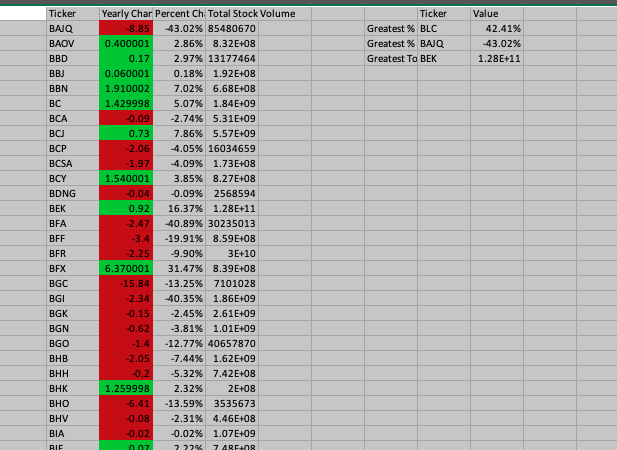 Ticker Yearly Char Percent Ch Total Stock Volume Ticker Value
BAJQ -8.85 -43.02% 85480670 Greatest % BLC 42.41%
BAOV 0.400001 2.86% 8.32E+08 Greatest % BAJQ -43.02%
BBD 0.17 2.97% 13177464 Greatest To BEK 1.28E+11
BBJ 0.060001 0.18% 1.92E+08
BBN 1.910002 7.02% 6.68E+08
BC 1.429998 5.07% 1.84E+09
BCA -0.09 -2.74% 5.31E+09
BCJ 0.73 7.86% 5.57E+09
BCP -2.06 -4.05% 16034659
BCSA -1.97 -4.09% 1.73E+08
BCY 1.540001 3.85% 8.27E+08
BDNG -0.04 -0.09% 2568594
BEK 0.92 16.37% 1.28E+11
BFA -2.47 -40.89% 30235013
BFF -3.4 -19.91% 8.59E+08
BFR -2.25 -9.90% 3E+10
BFX 6.370001 31.47% 8.39E+08
BGC -15.84 -13.25% 7101028
BGI -2.34 -40.35% 1.86E+09
BGK -0.15 -2.45% 2.61E+09
BGN -0.62 -3.81% 1.01E+09
BGO -1.4 -12.77% 40657870
BHB -2.05 -7.44% 1.62E+09
BHH -0.2 -5.32% 7.42E+08
BHK 1.259998 2.32% 2E+08
BHO -6.41 -13.59% 3535673
BHV -0.08 -2.31% 4.46E+08
BIA -0.02 -0.02% 1.07E+09
0.07 2.22% 7.48E+08